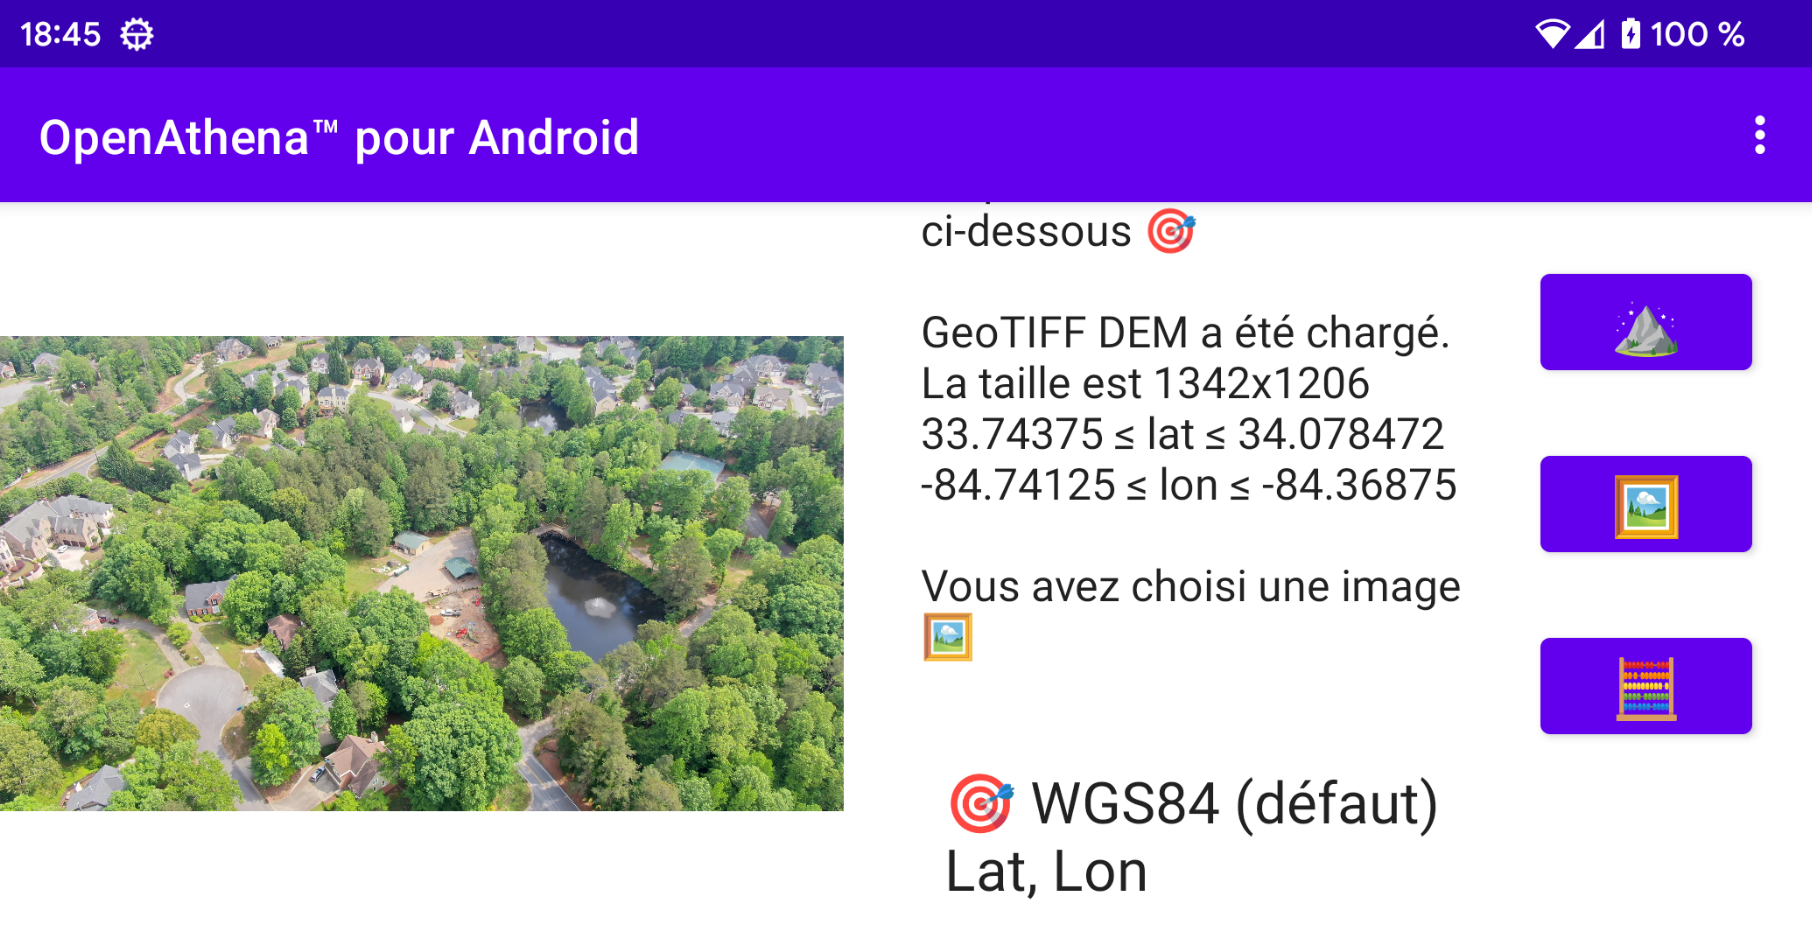 18:45
100 %
OpenAthena™ pour Android
ci-dessous 🎯
GeoTIFF DEM a été chargé.
La taille est 1342x1206
33.74375 ≤ lat ≤ 34.078472
-84.74125 ≤ lon ≤ -84.36875
Vous avez choisi une image
🖼️
🎯 WGS84 (défaut)
Lat, Lon